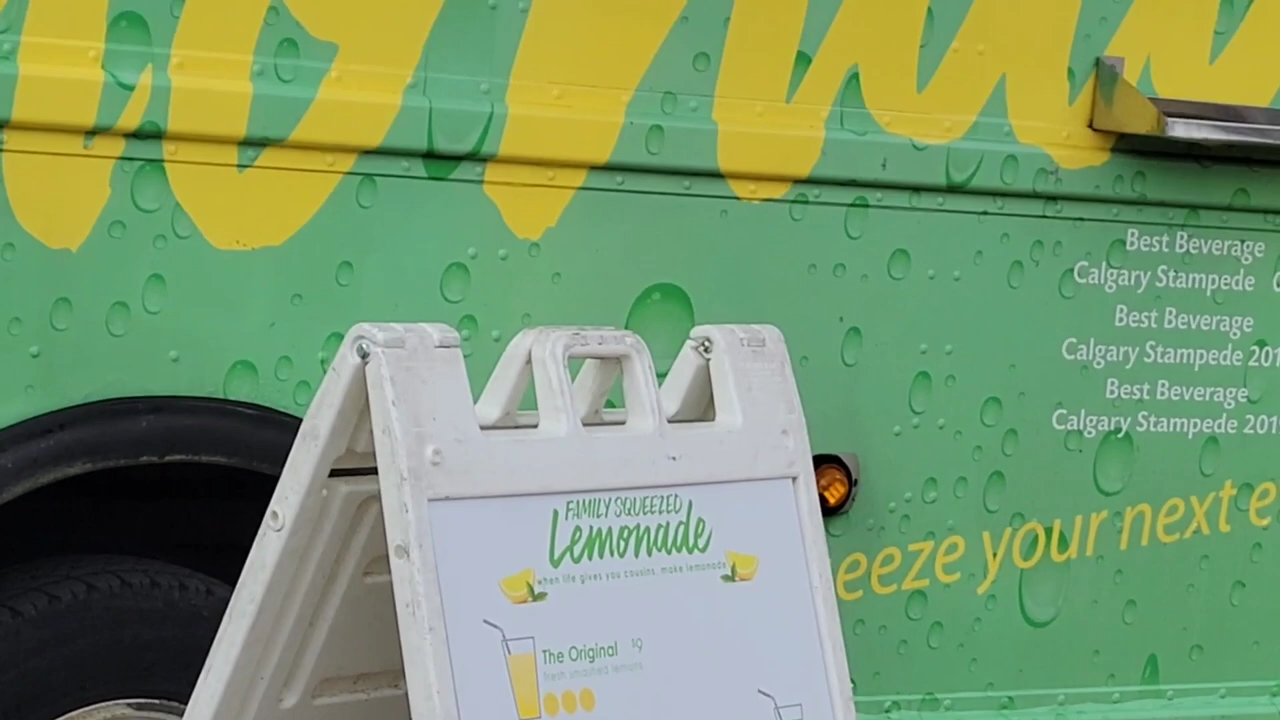 Best Beverage
Calgary Stampede
Best Beverage
Calgary Stampede 201
Best Beverage
Calgary Stampede 201
eeze your next e
FAMILY SQUEEZED
Lemonade
when life gives you cousins, make lemonade
The Original $9
fresh smashed lemons